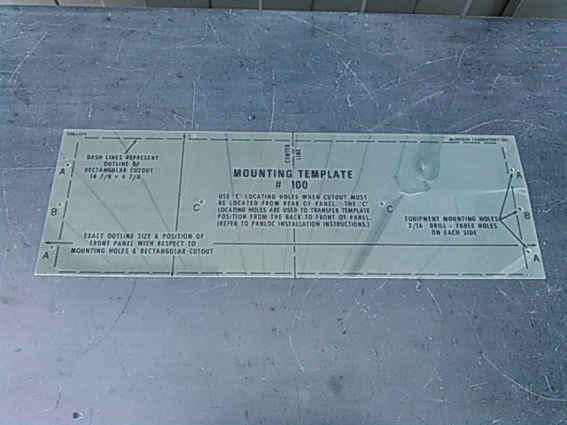 McINTOSH LABORATORY INC.
DASH LINES REPRESENT
OUTLINE OF
RECTANGULAR CUTOUT
14 7/8 × 4 7/8
CENTER
LINE
MOUNTING TEMPLATE
# 100
USE "C" LOCATING HOLES WHEN CUTOUT MUST
BE LOCATED FROM REAR OF PANEL. THE "C"
LOCATING HOLES ARE USED TO TRANSFER TEMPLATE
POSITION FROM THE BACK TO FRONT OF PANEL.
(REFER TO PANLOC INSTALLATION INSTRUCTIONS.)
A
B
A
C
C
A
B
A
EQUIPMENT MOUNTING HOLES
3/16 DRILL - THREE HOLES
ON EACH SIDE
EXACT OUTLINE SIZE & POSITION OF
FRONT PANEL WITH RESPECT TO
MOUNTING HOLES & RECTANGULAR CUTOUT